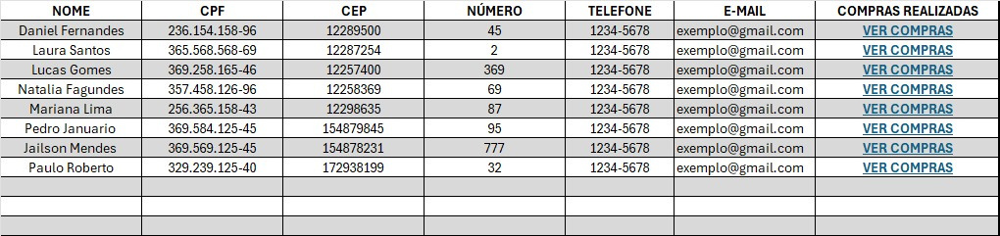 NOME CPF CEP NÚMERO TELEFONE E-MAIL COMPRAS REALIZADAS
Daniel Fernandes 236.154.158-96 12289500 45 1234-5678 exemplo@gmail.com VER COMPRAS
Laura Santos 365.568.568-69 12287254 2 1234-5678 exemplo@gmail.com VER COMPRAS
Lucas Gomes 369.258.165-46 12257400 369 1234-5678 exemplo@gmail.com VER COMPRAS
Natalia Fagundes 357.458.126-96 12258369 69 1234-5678 exemplo@gmail.com VER COMPRAS
Mariana Lima 256.365.158-43 12298635 87 1234-5678 exemplo@gmail.com VER COMPRAS
Pedro Januario 369.584.125-45 154879845 95 1234-5678 exemplo@gmail.com VER COMPRAS
Jailson Mendes 369.569.125-45 154878231 777 1234-5678 exemplo@gmail.com VER COMPRAS
Paulo Roberto 329.239.125-40 172938199 32 1234-5678 exemplo@gmail.com VER COMPRAS